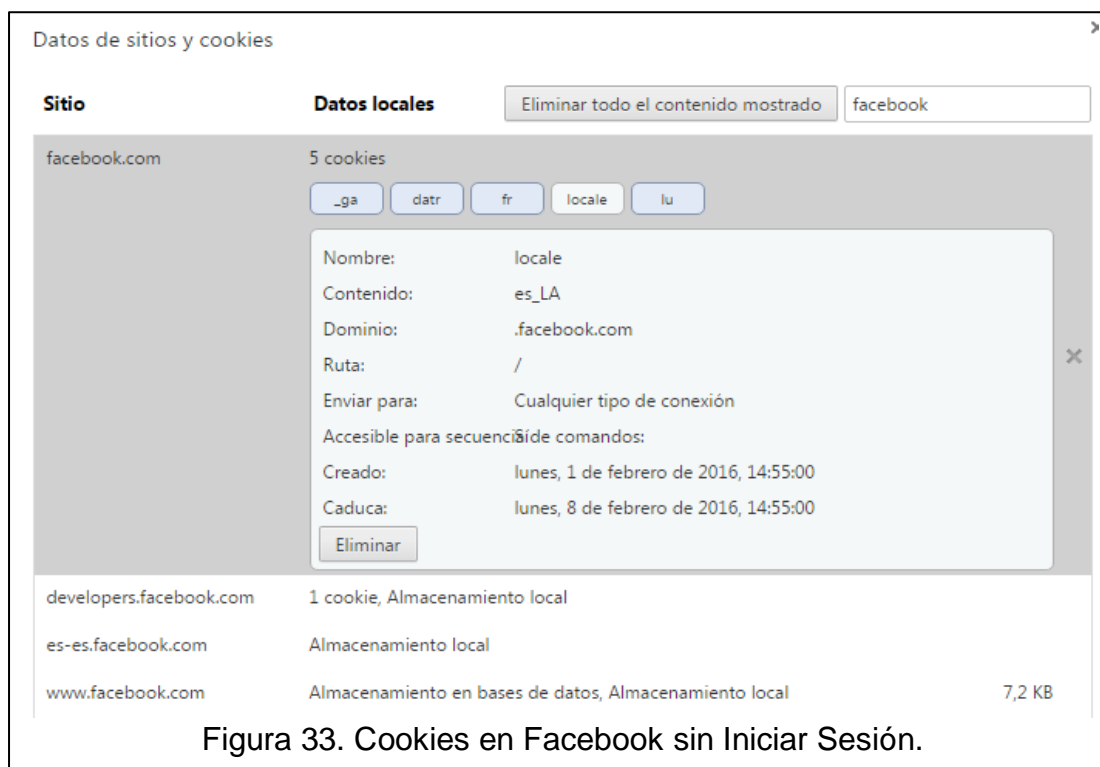 Datos de sitios y cookies
Sitio Datos locales Eliminar todo el contenido mostrado facebook
facebook.com 5 cookies
_ga datr fr locale lu
Nombre: locale
Contenido: es_LA
Dominio: .facebook.com
Ruta: /
Enviar para: Cualquier tipo de conexión
Accesible para secuencias de comandos: Sí
Creado: lunes, 1 de febrero de 2016, 14:55:00
Caduca: lunes, 8 de febrero de 2016, 14:55:00
Eliminar
developers.facebook.com 1 cookie, Almacenamiento local
es-es.facebook.com Almacenamiento local
www.facebook.com Almacenamiento en bases de datos, Almacenamiento local 7,2 KB
Figura 33. Cookies en Facebook sin Iniciar Sesión.